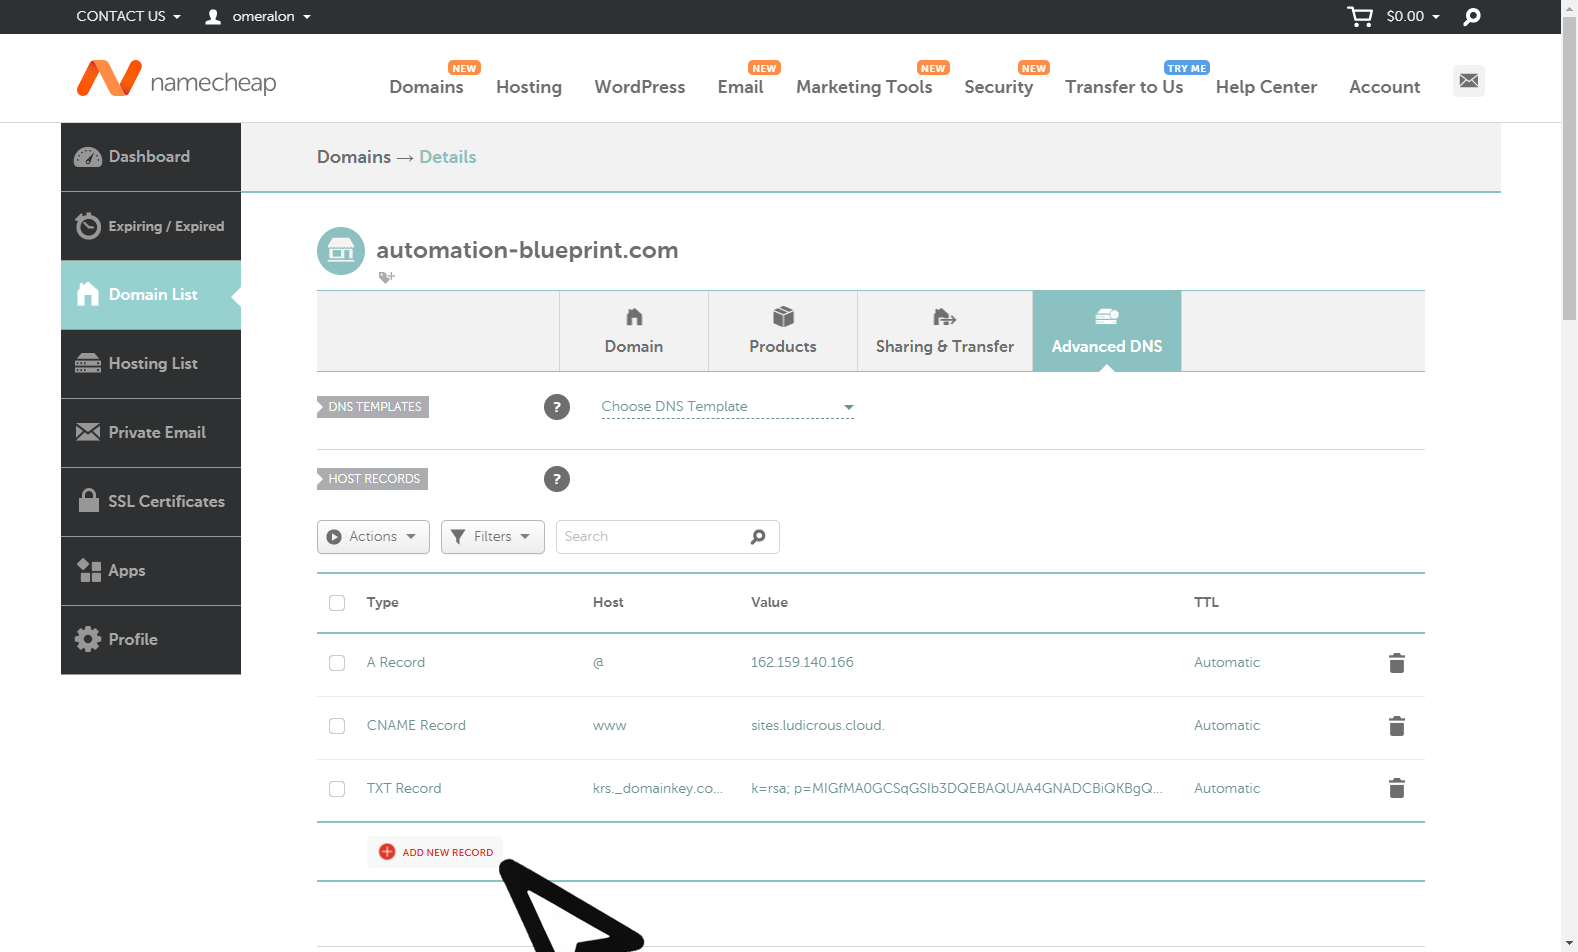 CONTACT US
omeralon
$0.00
namecheap
Domains NEW
Hosting
WordPress
Email NEW
Marketing Tools NEW
Security NEW
Transfer to Us TRY ME
Help Center
Account
Dashboard
Expiring / Expired
Domain List
Hosting List
Private Email
SSL Certificates
Apps
Profile
Domains → Details
automation-blueprint.com
Domain
Products
Sharing & Transfer
Advanced DNS
DNS TEMPLATES ? Choose DNS Template
HOST RECORDS ?
Actions Filters Search
Type Host Value TTL
A Record @ 162.159.140.166 Automatic
CNAME Record www sites.ludicrous.cloud. Automatic
TXT Record krs._domainkey.co... k=rsa; p=MIGfMA0GCSqGSIb3DQEBAQUAA4GNADCBiQKBgQ... Automatic
ADD NEW RECORD